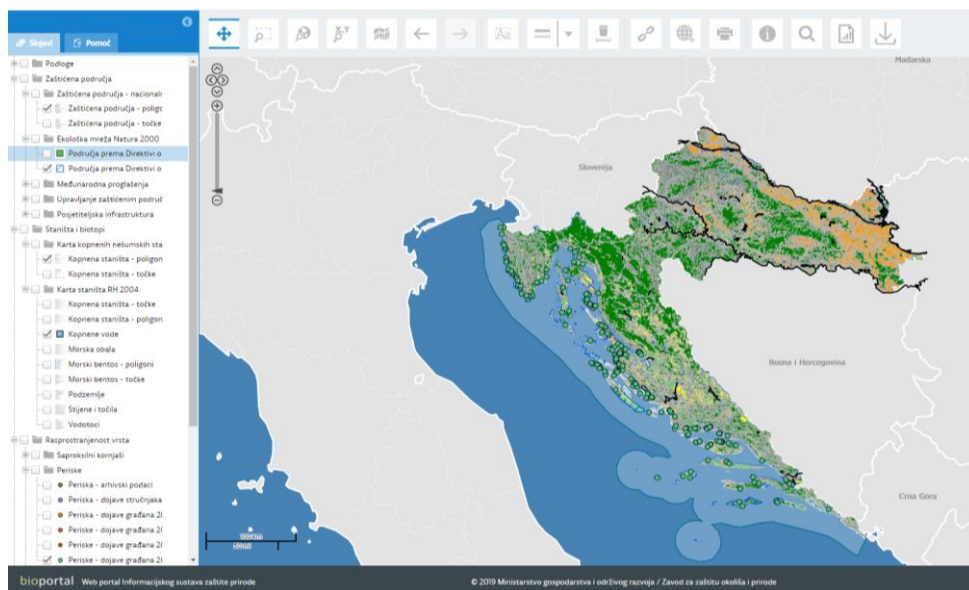 Slojevi
Pomoć
X,Y
Podloge
Zaštićena područja
Zaštićena područja - nacionaln
Zaštićena područja - poligo
Zaštićena područja - točke
Ekološka mreža Natura 2000
Područja prema Direktivi o
Područja prema Direktivi o
Međunarodna proglašenja
Upravljanje zaštićenim područ
Posjetiteljska infrastruktura
Staništa i biotopi
Karta kopnenih nešumskih sta
Kopnena staništa - poligon
Kopnena staništa - točke
Karta staništa RH 2004.
Kopnena staništa - točke
Kopnena staništa - poligon
Kopnene vode
Morska obala
Morski bentos - poligoni
Morski bentos - točke
Podzemlje
Stijene i točila
Vodotoci
Rasprostranjenost vrsta
Saproksilni kornjaši
Periske
Periska - arhivski podaci
Periska - dojave stručnjaka
Periske - dojave građana 2(
Periske - dojave građana 2(
Periske - dojave građana 2(
Periske - dojave građana 2(
Mađarska
Slovenija
Bosna i Hercegovina
Crna Gora
100km
50mi
bioportal Web portal Informacijskog sustava zaštite prirode
© 2019 Ministarstvo gospodarstva i održivog razvoja / Zavod za zaštitu okoliša i prirode